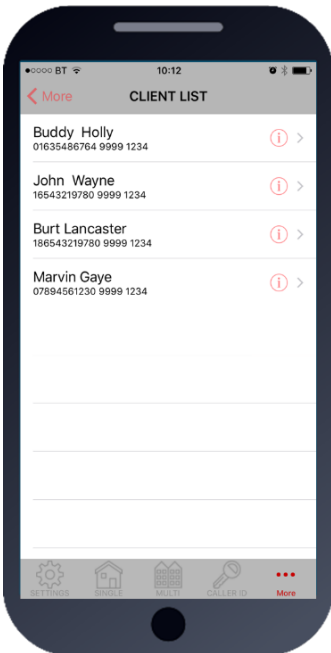 BT 10:12
More CLIENT LIST
Buddy Holly
01635486764 9999 1234
John Wayne
16543219780 9999 1234
Burt Lancaster
186543219780 9999 1234
Marvin Gaye
07894561230 9999 1234
SETTINGS SINGLE MULTI CALLER ID More